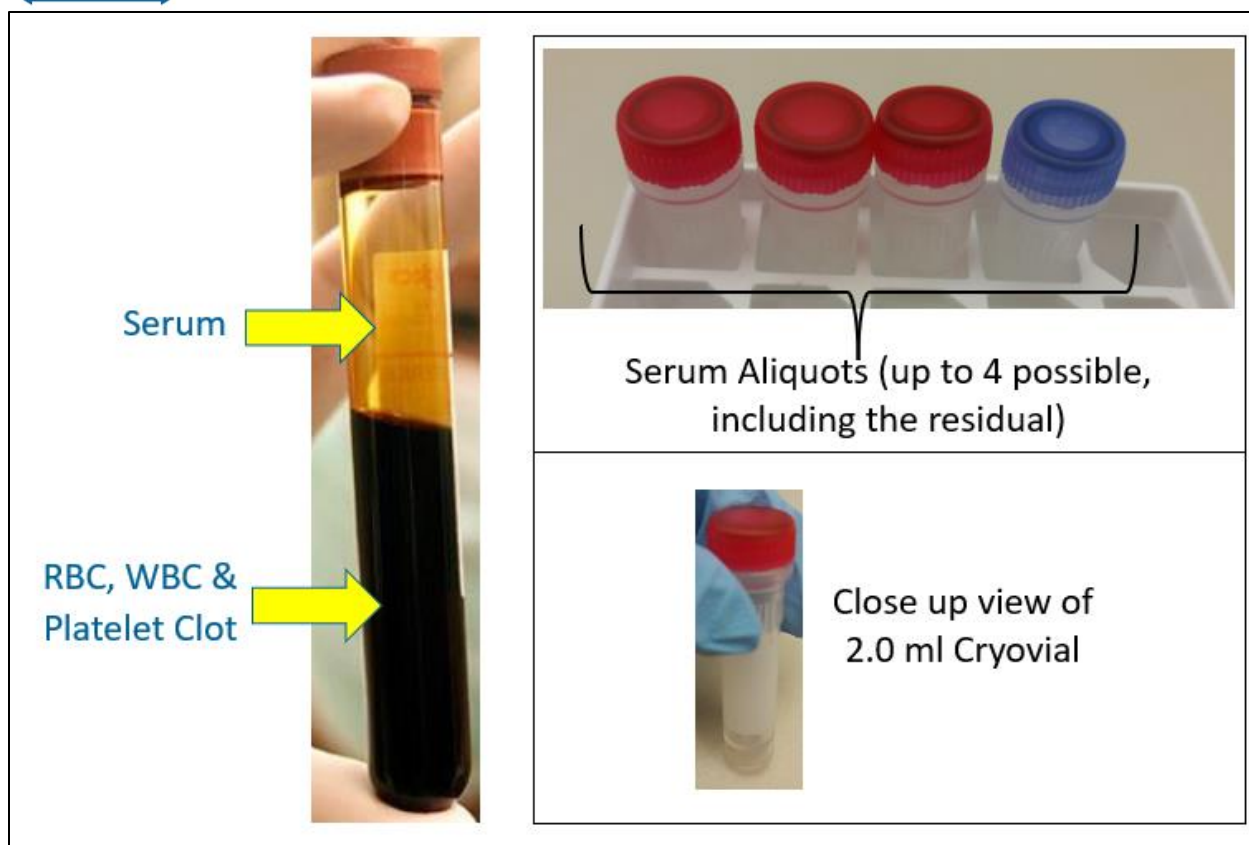 Serum
RBC, WBC &
Platelet Clot
Serum Aliquots (up to 4 possible,
including the residual)
Close up view of
2.0 ml Cryovial